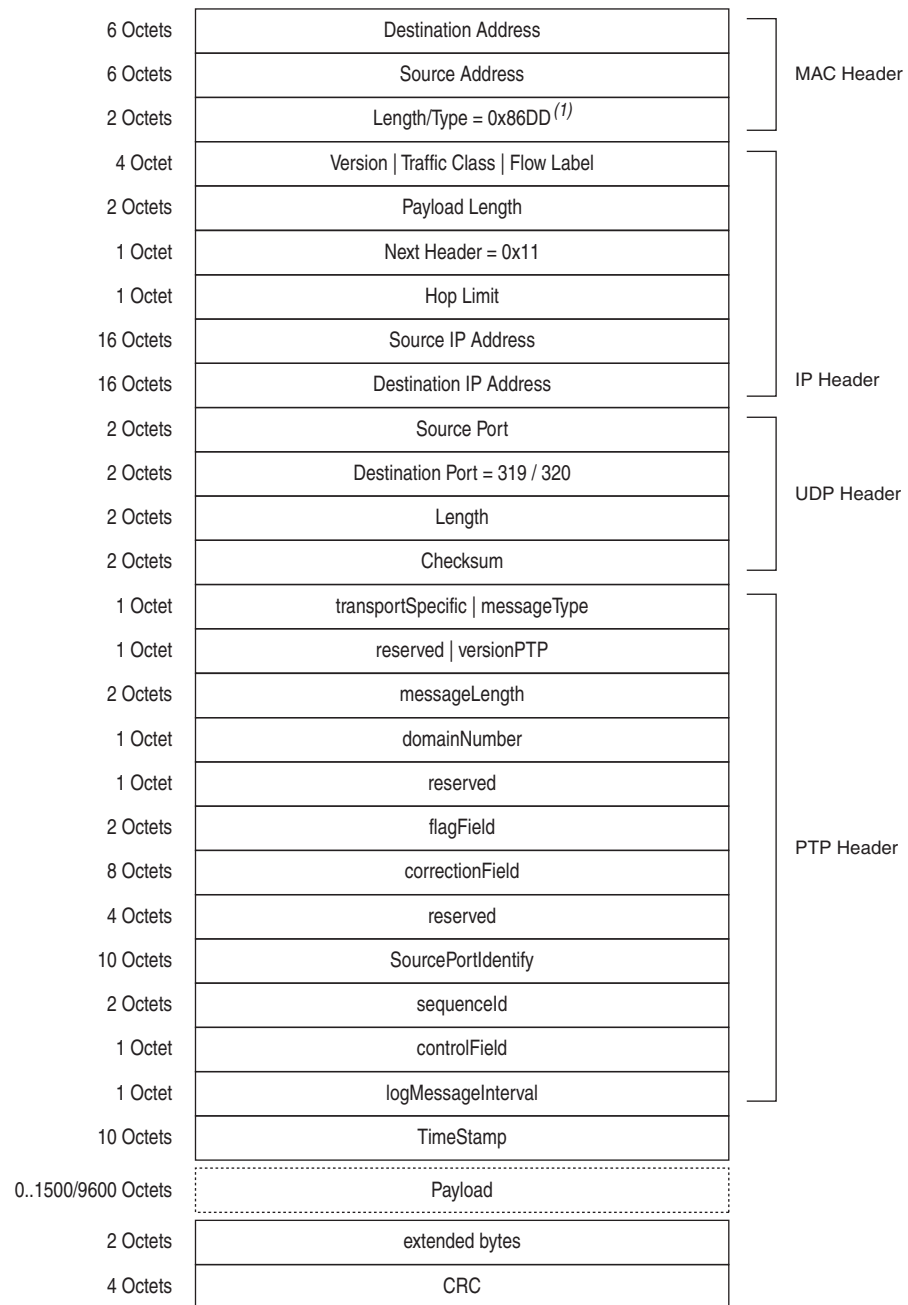 6 Octets Destination Address
6 Octets Source Address MAC Header
2 Octets Length/Type = 0x86DD(1)
4 Octet Version | Traffic Class | Flow Label
2 Octets Payload Length
1 Octet Next Header = 0x11
1 Octet Hop Limit
16 Octets Source IP Address
16 Octets Destination IP Address IP Header
2 Octets Source Port
2 Octets Destination Port = 319 / 320 UDP Header
2 Octets Length
2 Octets Checksum
1 Octet transportSpecific | messageType
1 Octet reserved | versionPTP
2 Octets messageLength
1 Octet domainNumber
1 Octet reserved
2 Octets flagField
8 Octets correctionField PTP Header
4 Octets reserved
10 Octets SourcePortIdentify
2 Octets sequenceId
1 Octet controlField
1 Octet logMessageInterval
10 Octets TimeStamp
0..1500/9600 Octets Payload
2 Octets extended bytes
4 Octets CRC